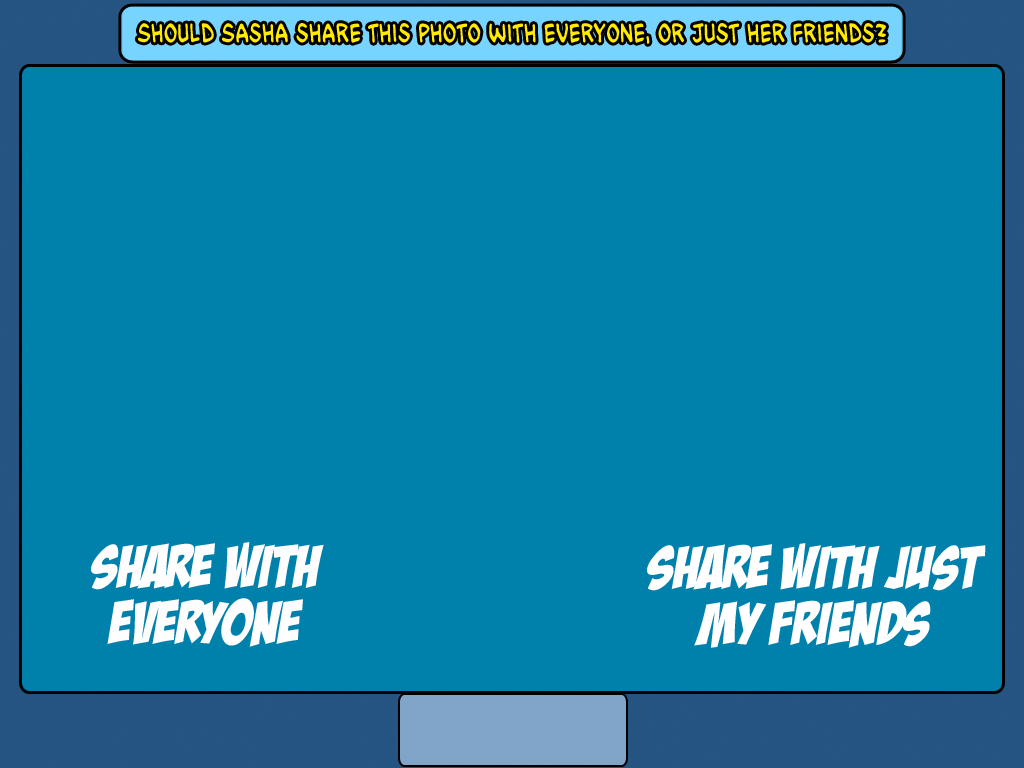 SHOULD SASHA SHARE THIS PHOTO WITH EVERYONE, OR JUST HER FRIENDS?
SHARE WITH
EVERYONE
SHARE WITH JUST
MY FRIENDS